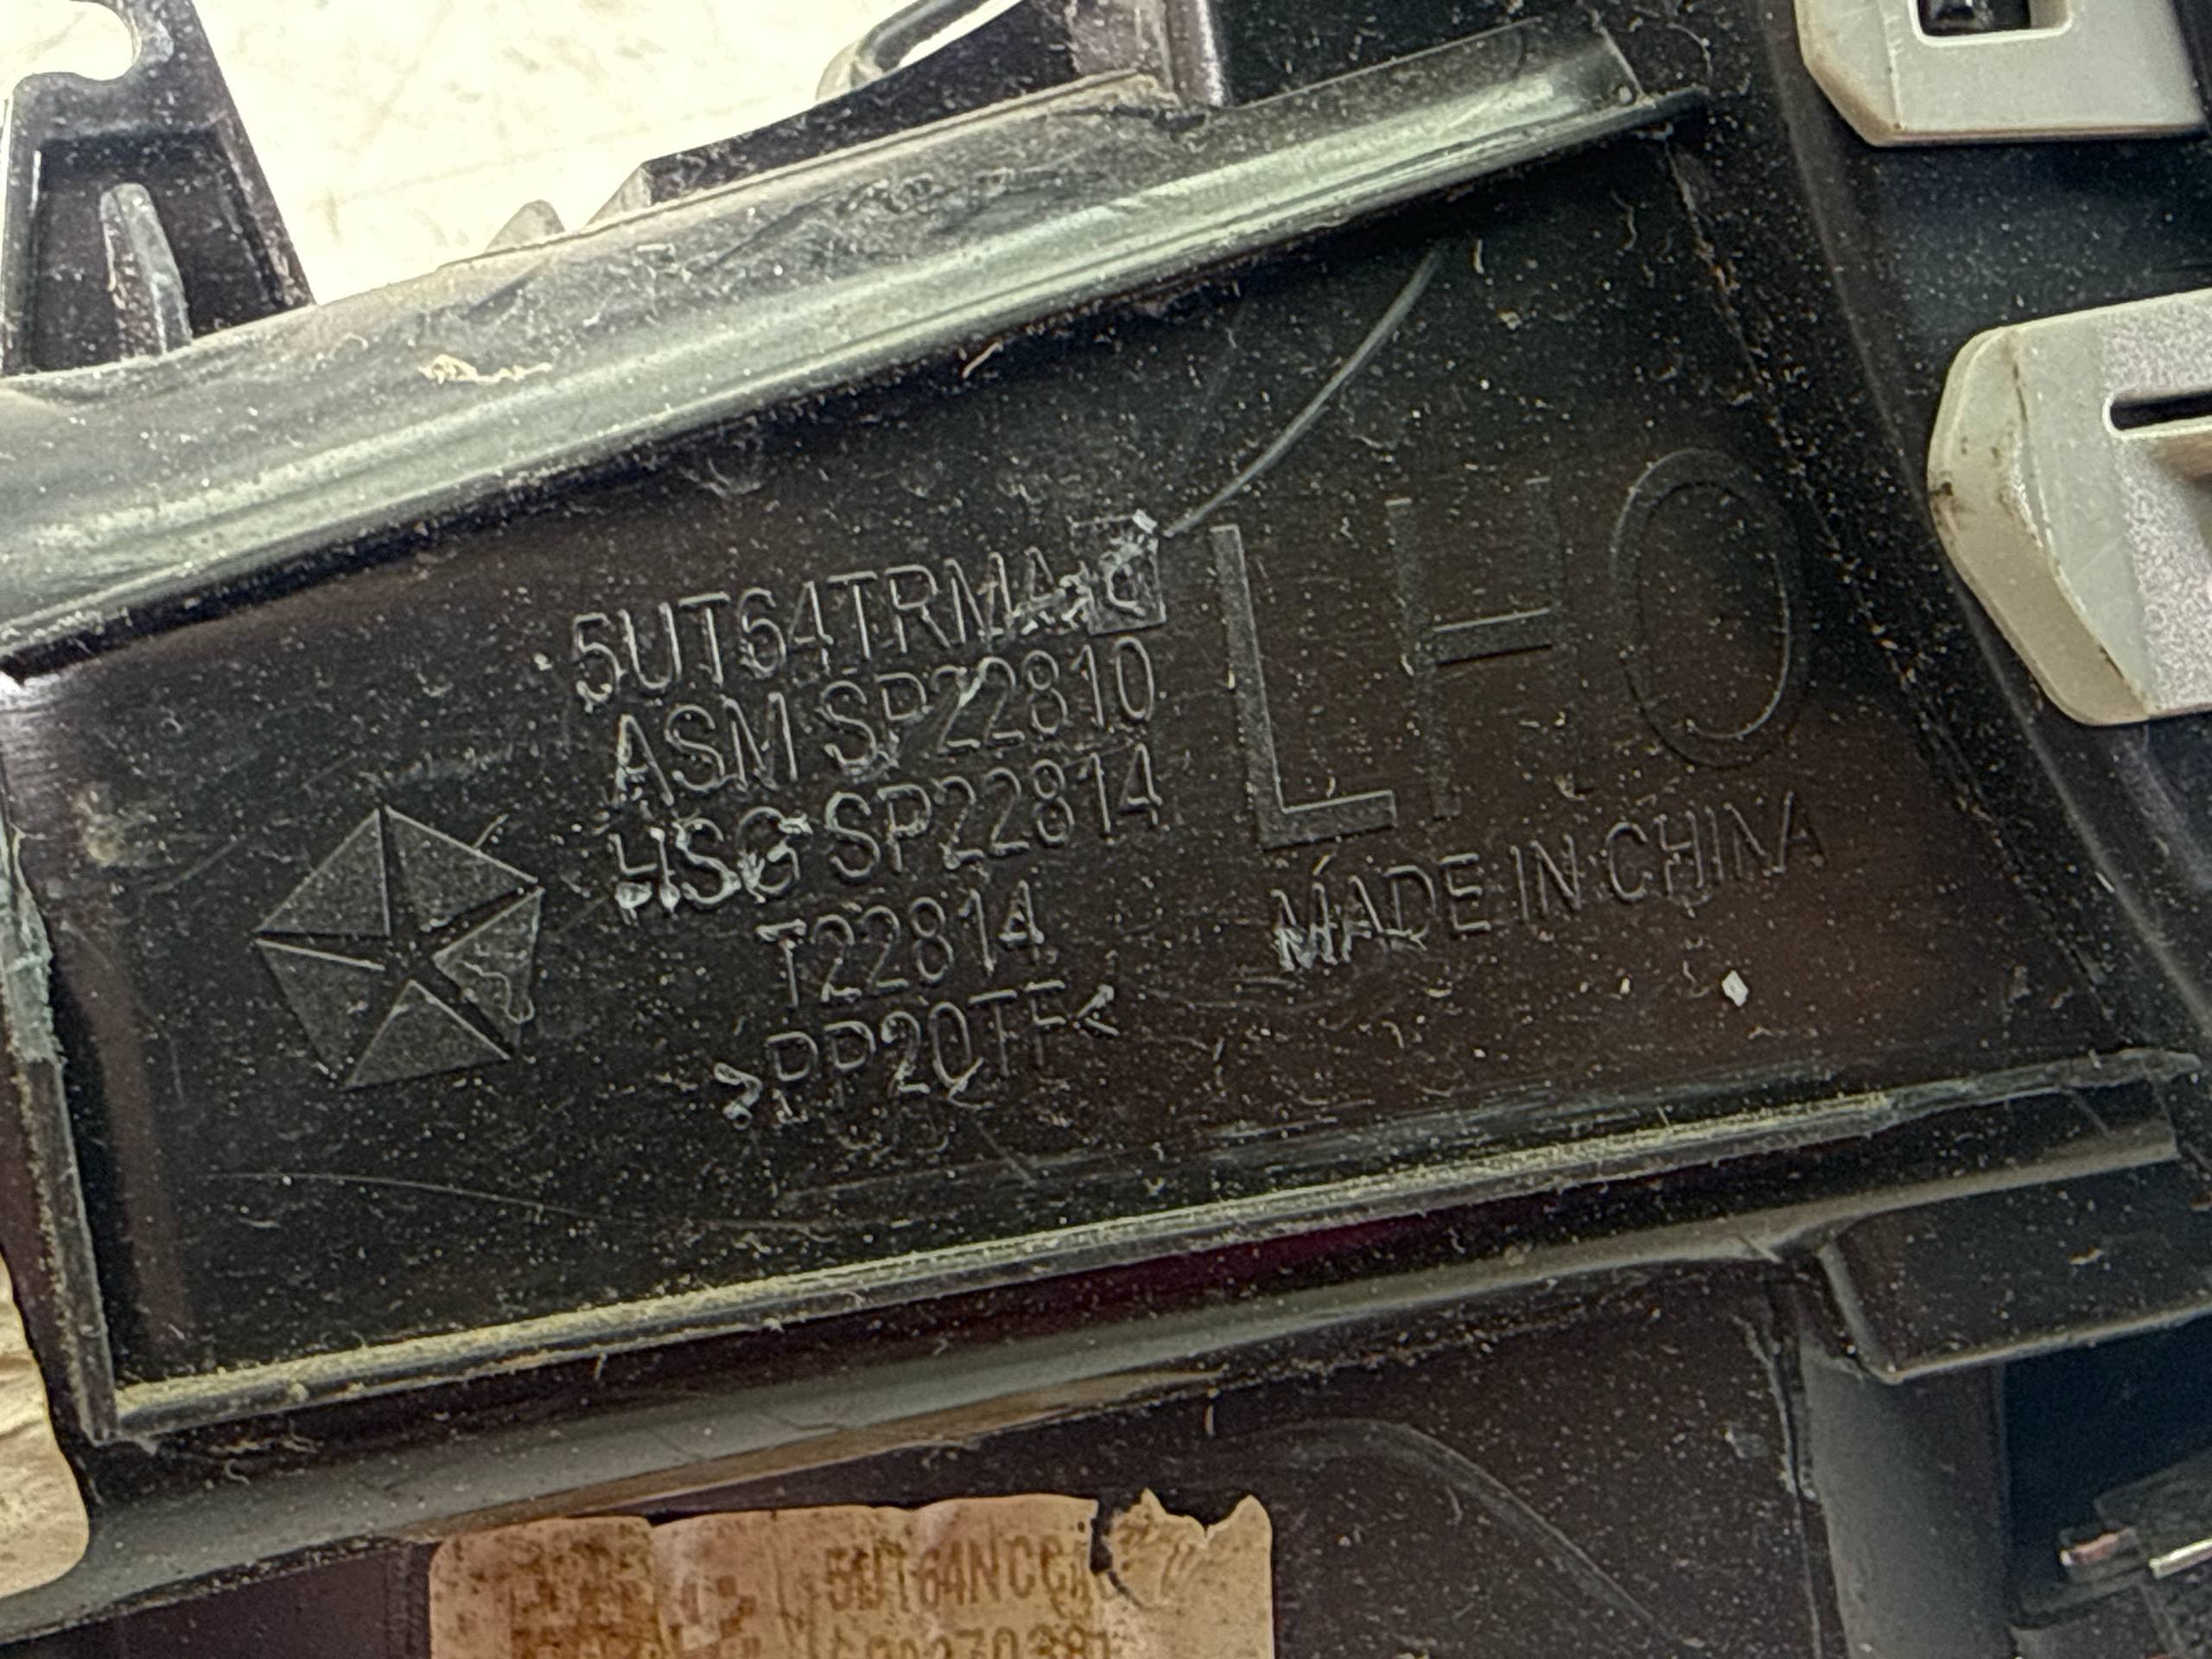 5UT64TRMAC
ASM SP22810
HSG SP22814
T22814
>PP20TF<
LHO
MADE IN CHINA
5UT64NCC